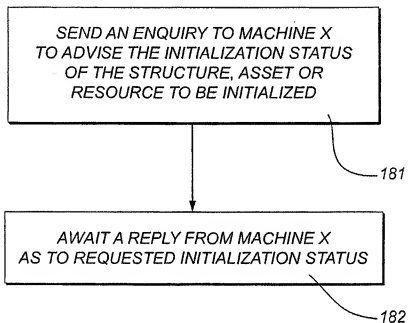 SEND AN ENQUIRY TO MACHINE X
TO ADVISE THE INITIALIZATION STATUS
OF THE STRUCTURE, ASSET OR
RESOURCE TO BE INITIALIZED
181
AWAIT A REPLY FROM MACHINE X
AS TO REQUESTED INITIALIZATION STATUS
182